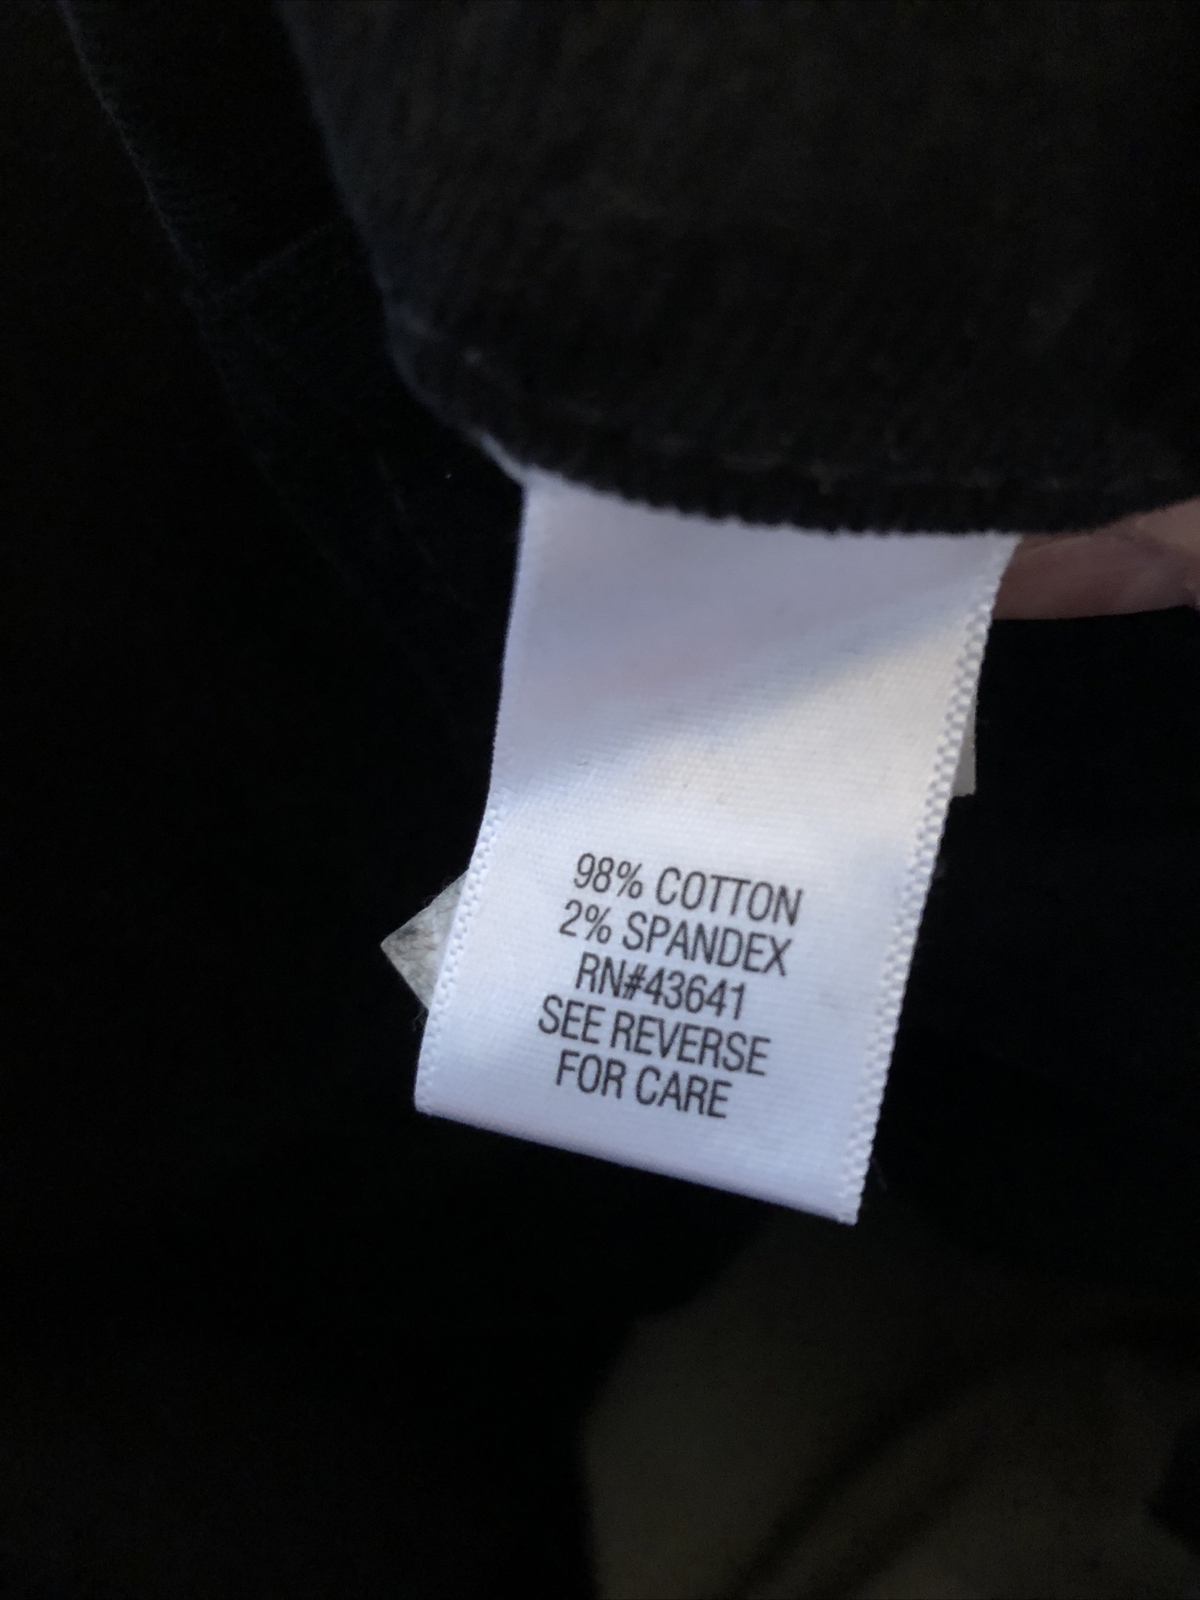 98% COTTON
2% SPANDEX
RN#43641
SEE REVERSE
FOR CARE